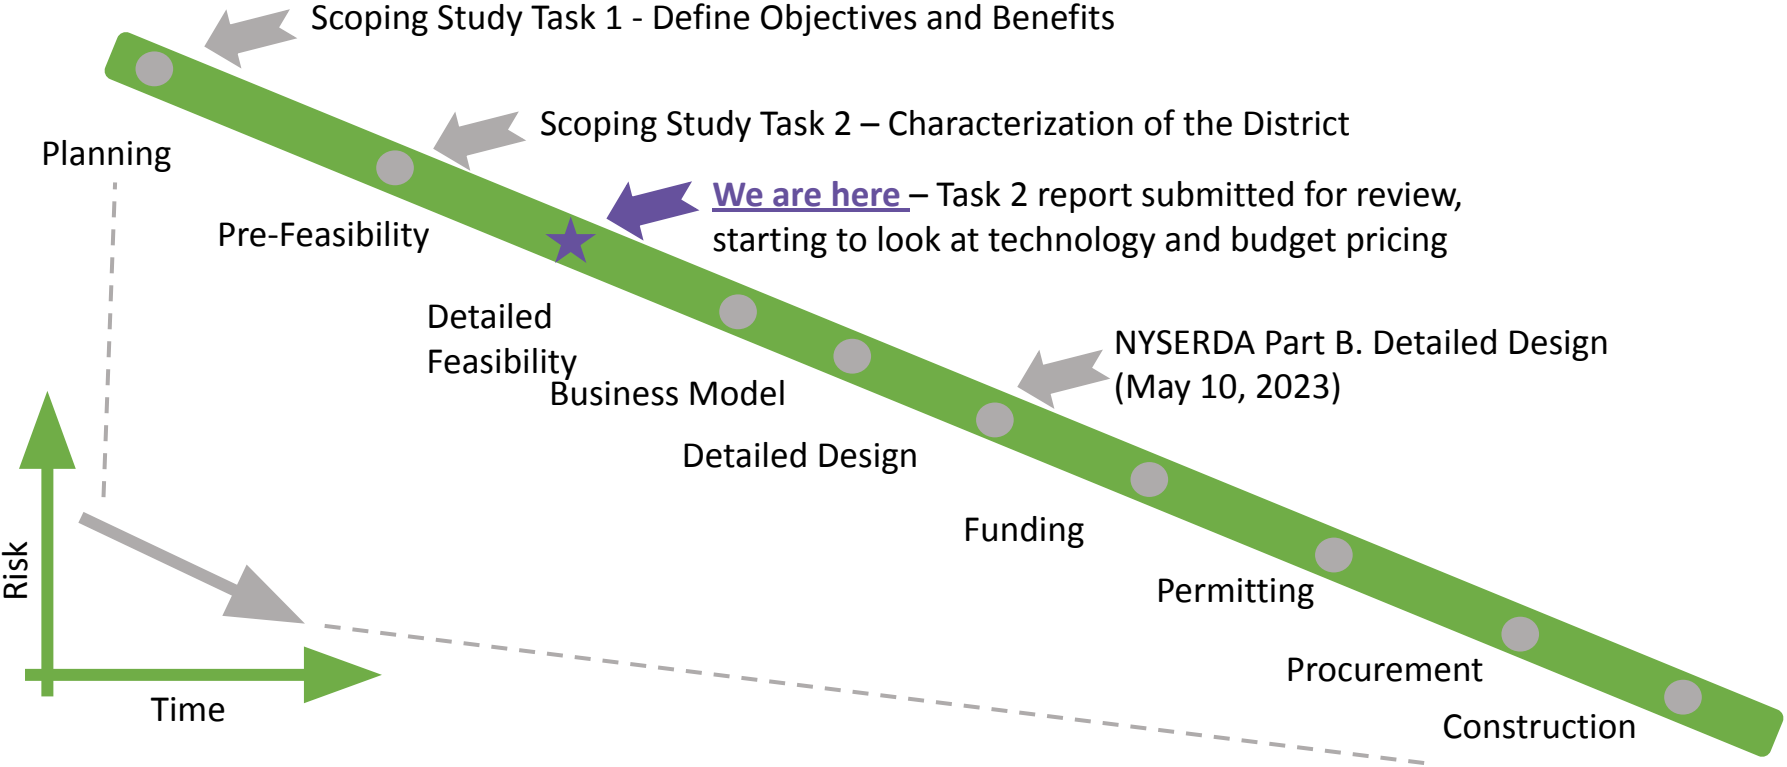 Scoping Study Task 1 - Define Objectives and Benefits
Scoping Study Task 2 – Characterization of the District
Planning
We are here – Task 2 report submitted for review,
starting to look at technology and budget pricing
Pre-Feasibility
Detailed
Feasibility
NYSERDA Part B. Detailed Design
(May 10, 2023)
Business Model
Detailed Design
Funding
Risk
Permitting
Procurement
Time
Construction